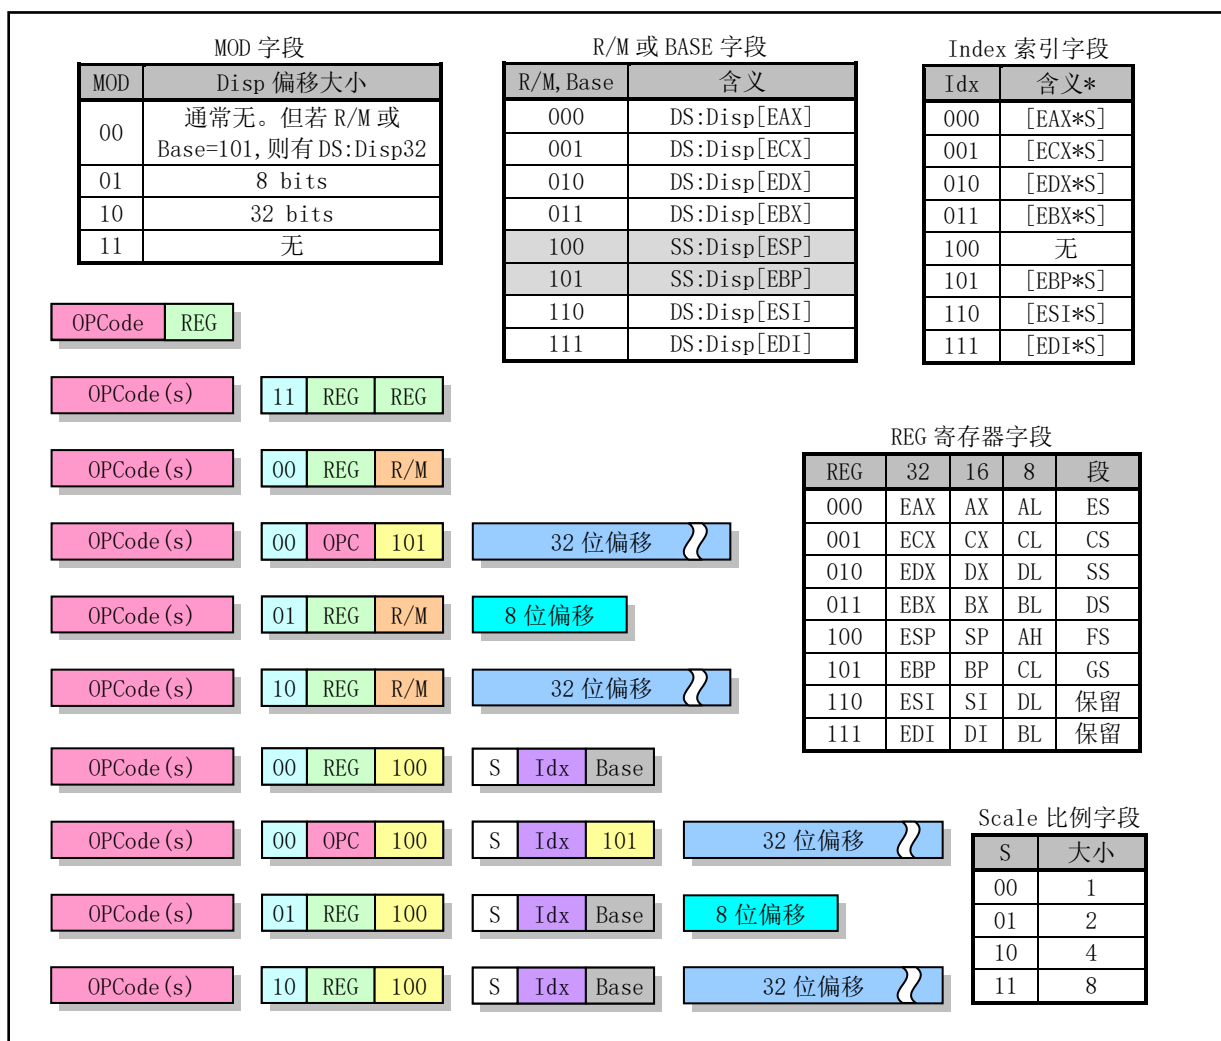 MOD 字段
MOD Disp 偏移大小
00 通常无。但若 R/M 或
Base=101,则有 DS:Disp32
01 8 bits
10 32 bits
11 无
R/M 或 BASE 字段
R/M,Base 含义
000 DS:Disp[EAX]
001 DS:Disp[ECX]
010 DS:Disp[EDX]
011 DS:Disp[EBX]
100 SS:Disp[ESP]
101 SS:Disp[EBP]
110 DS:Disp[ESI]
111 DS:Disp[EDI]
Index 索引字段
Idx 含义*
000 [EAX*S]
001 [ECX*S]
010 [EDX*S]
011 [EBX*S]
100 无
101 [EBP*S]
110 [ESI*S]
111 [EDI*S]
OPCode REG
OPCode(s) 11 REG REG
OPCode(s) 00 REG R/M
OPCode(s) 00 OPC 101 32 位偏移
OPCode(s) 01 REG R/M 8 位偏移
OPCode(s) 10 REG R/M 32 位偏移
OPCode(s) 00 REG 100 S Idx Base
OPCode(s) 00 OPC 100 S Idx 101 32 位偏移
OPCode(s) 01 REG 100 S Idx Base 8 位偏移
OPCode(s) 10 REG 100 S Idx Base 32 位偏移
REG 寄存器字段
REG 32 16 8 段
000 EAX AX AL ES
001 ECX CX CL CS
010 EDX DX DL SS
011 EBX BX BL DS
100 ESP SP AH FS
101 EBP BP CL GS
110 ESI SI DL 保留
111 EDI DI BL 保留
Scale 比例字段
S 大小
00 1
01 2
10 4
11 8